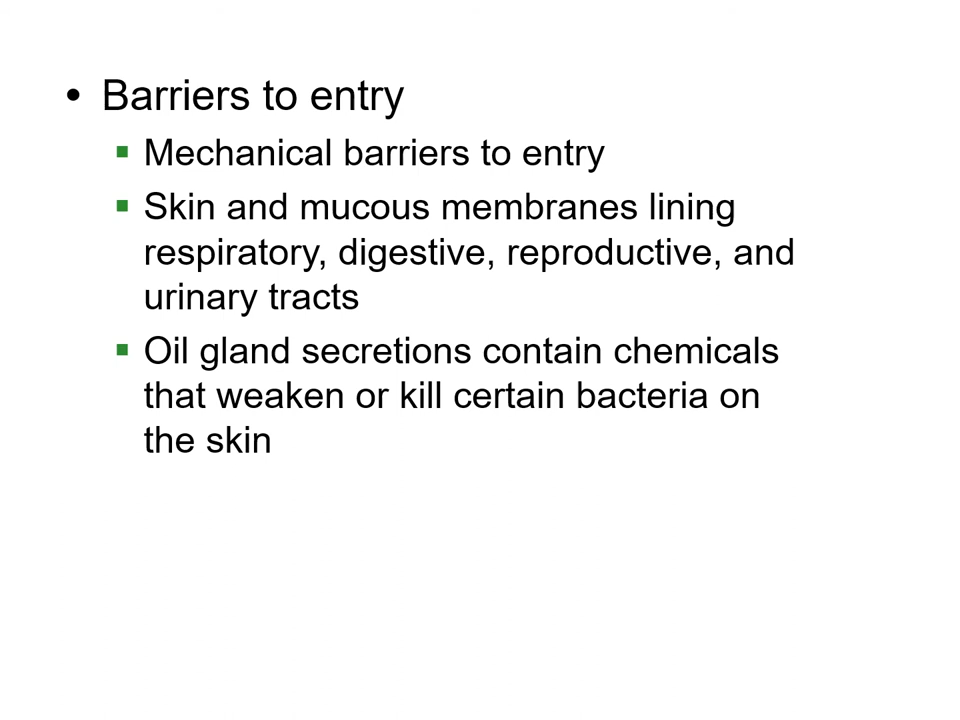 • Barriers to entry
▪ Mechanical barriers to entry
▪ Skin and mucous membranes lining
respiratory, digestive, reproductive, and
urinary tracts
▪ Oil gland secretions contain chemicals
that weaken or kill certain bacteria on
the skin